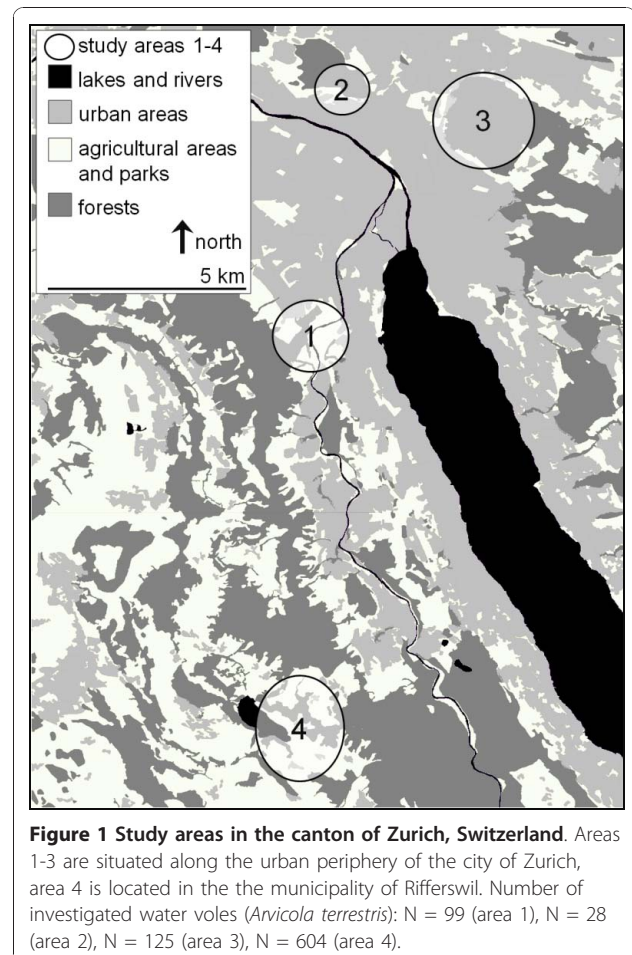 study areas 1-4
lakes and rivers
urban areas
agricultural areas
and parks
forests
north
5 km
2
3
1
4
Figure 1 Study areas in the canton of Zurich, Switzerland. Areas
1-3 are situated along the urban periphery of the city of Zurich,
area 4 is located in the the municipality of Rifferswil. Number of
investigated water voles (Arvicola terrestris): N = 99 (area 1), N = 28
(area 2), N = 125 (area 3), N = 604 (area 4).